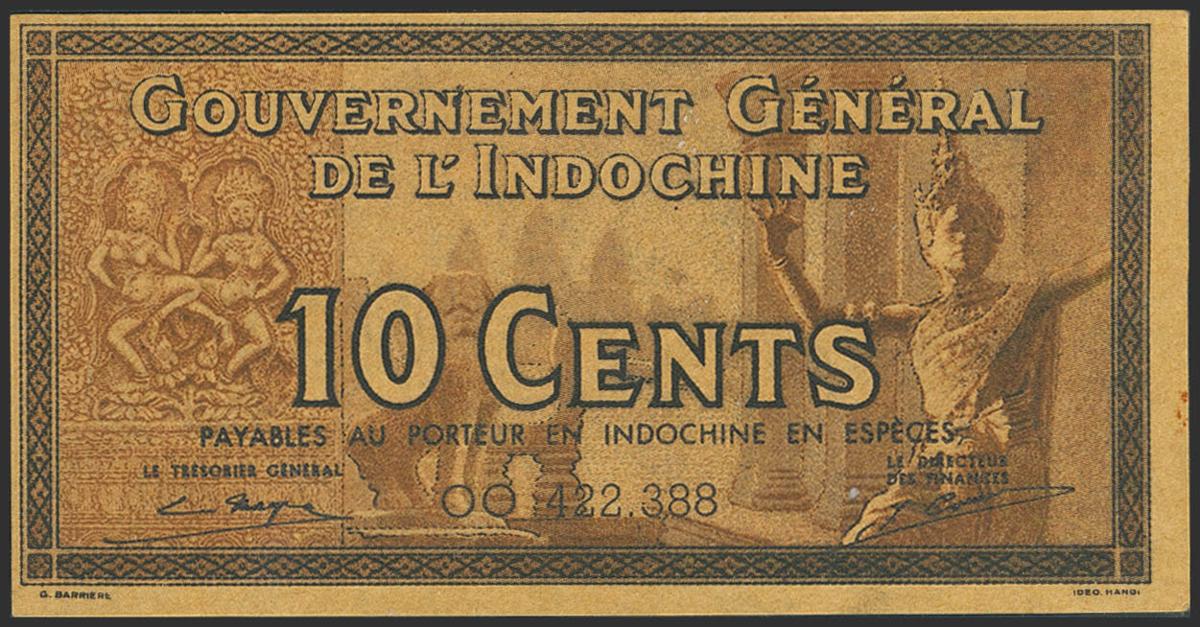 GOUVERNEMENT GÉNÉRAL
DE L'INDOCHINE
10 CENTS
PAYABLES AU PORTEUR EN INDOCHINE EN ESPÈCES,
LE TRÉSORIER GÉNÉRAL
LE DIRECTEUR
DES FINANCES
OO 422.388
G. BARRIÈRE
IDEO. HANOI